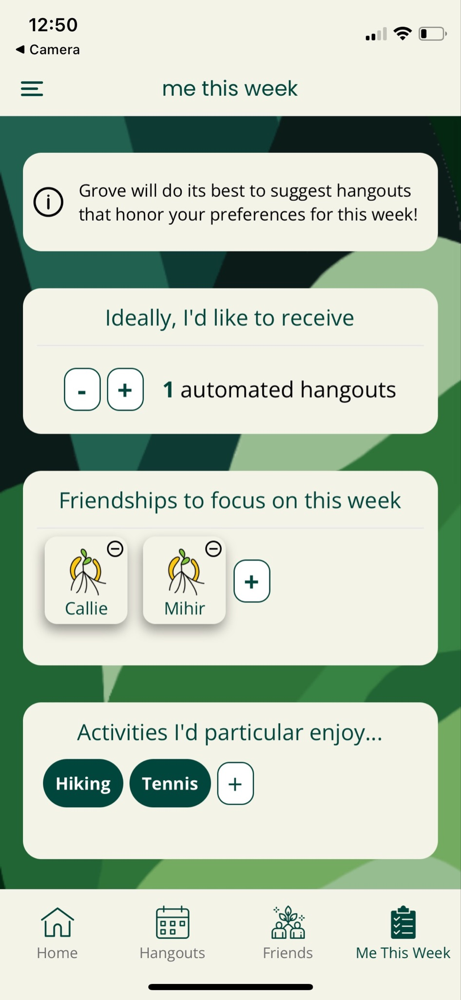 12:50
◀ Camera
me this week
Grove will do its best to suggest hangouts
that honor your preferences for this week!
Ideally, I'd like to receive
- + 1 automated hangouts
Friendships to focus on this week
Callie Mihir +
Activities I'd particular enjoy...
Hiking Tennis +
Home Hangouts Friends Me This Week